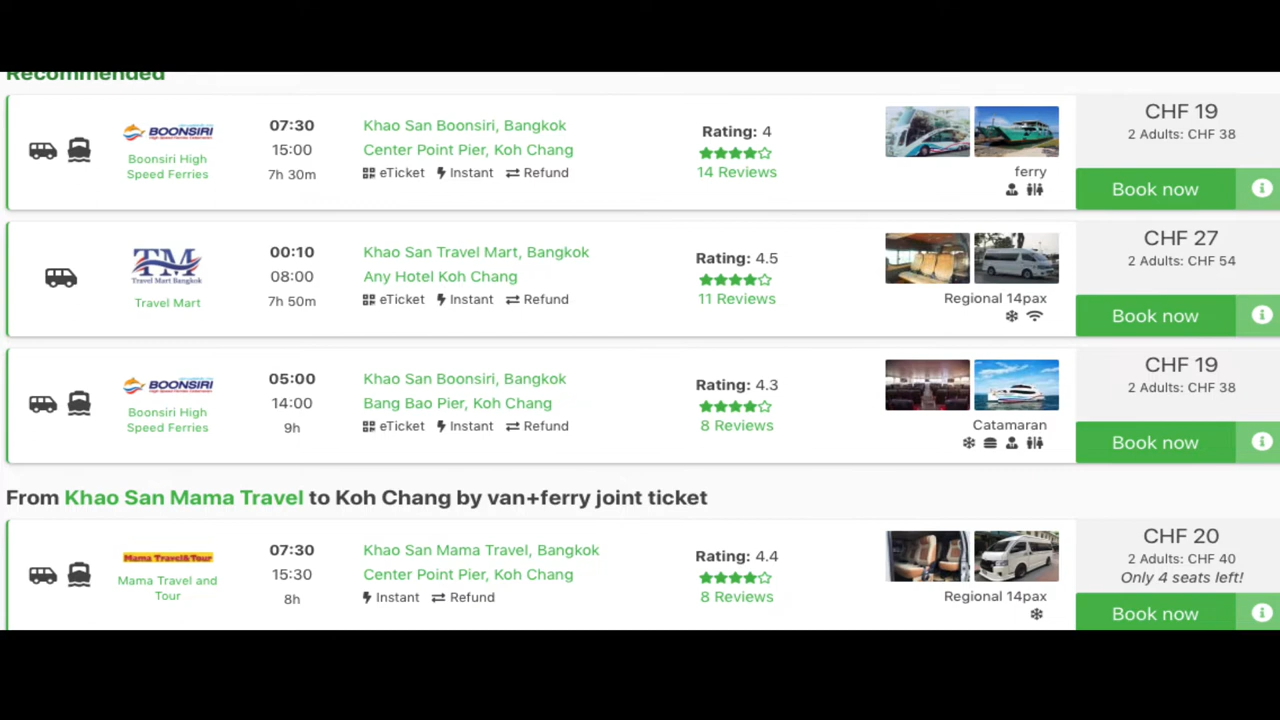 Recommended
BOONSIRI
Boonsiri High
Speed Ferries
07:30
15:00
7h 30m
Khao San Boonsiri, Bangkok
Center Point Pier, Koh Chang
eTicket Instant Refund
Rating: 4
14 Reviews
ferry
CHF 19
2 Adults: CHF 38
Book now
TM
Travel Mart Bangkok
Travel Mart
00:10
08:00
7h 50m
Khao San Travel Mart, Bangkok
Any Hotel Koh Chang
eTicket Instant Refund
Rating: 4.5
11 Reviews
Regional 14pax
CHF 27
2 Adults: CHF 54
Book now
BOONSIRI
Boonsiri High
Speed Ferries
05:00
14:00
9h
Khao San Boonsiri, Bangkok
Bang Bao Pier, Koh Chang
eTicket Instant Refund
Rating: 4.3
8 Reviews
Catamaran
CHF 19
2 Adults: CHF 38
Book now
From Khao San Mama Travel to Koh Chang by van+ferry joint ticket
Mama Travel&Tour
Mama Travel and
Tour
07:30
15:30
8h
Khao San Mama Travel, Bangkok
Center Point Pier, Koh Chang
Instant Refund
Rating: 4.4
8 Reviews
Regional 14pax
CHF 20
2 Adults: CHF 40
Only 4 seats left!
Book now